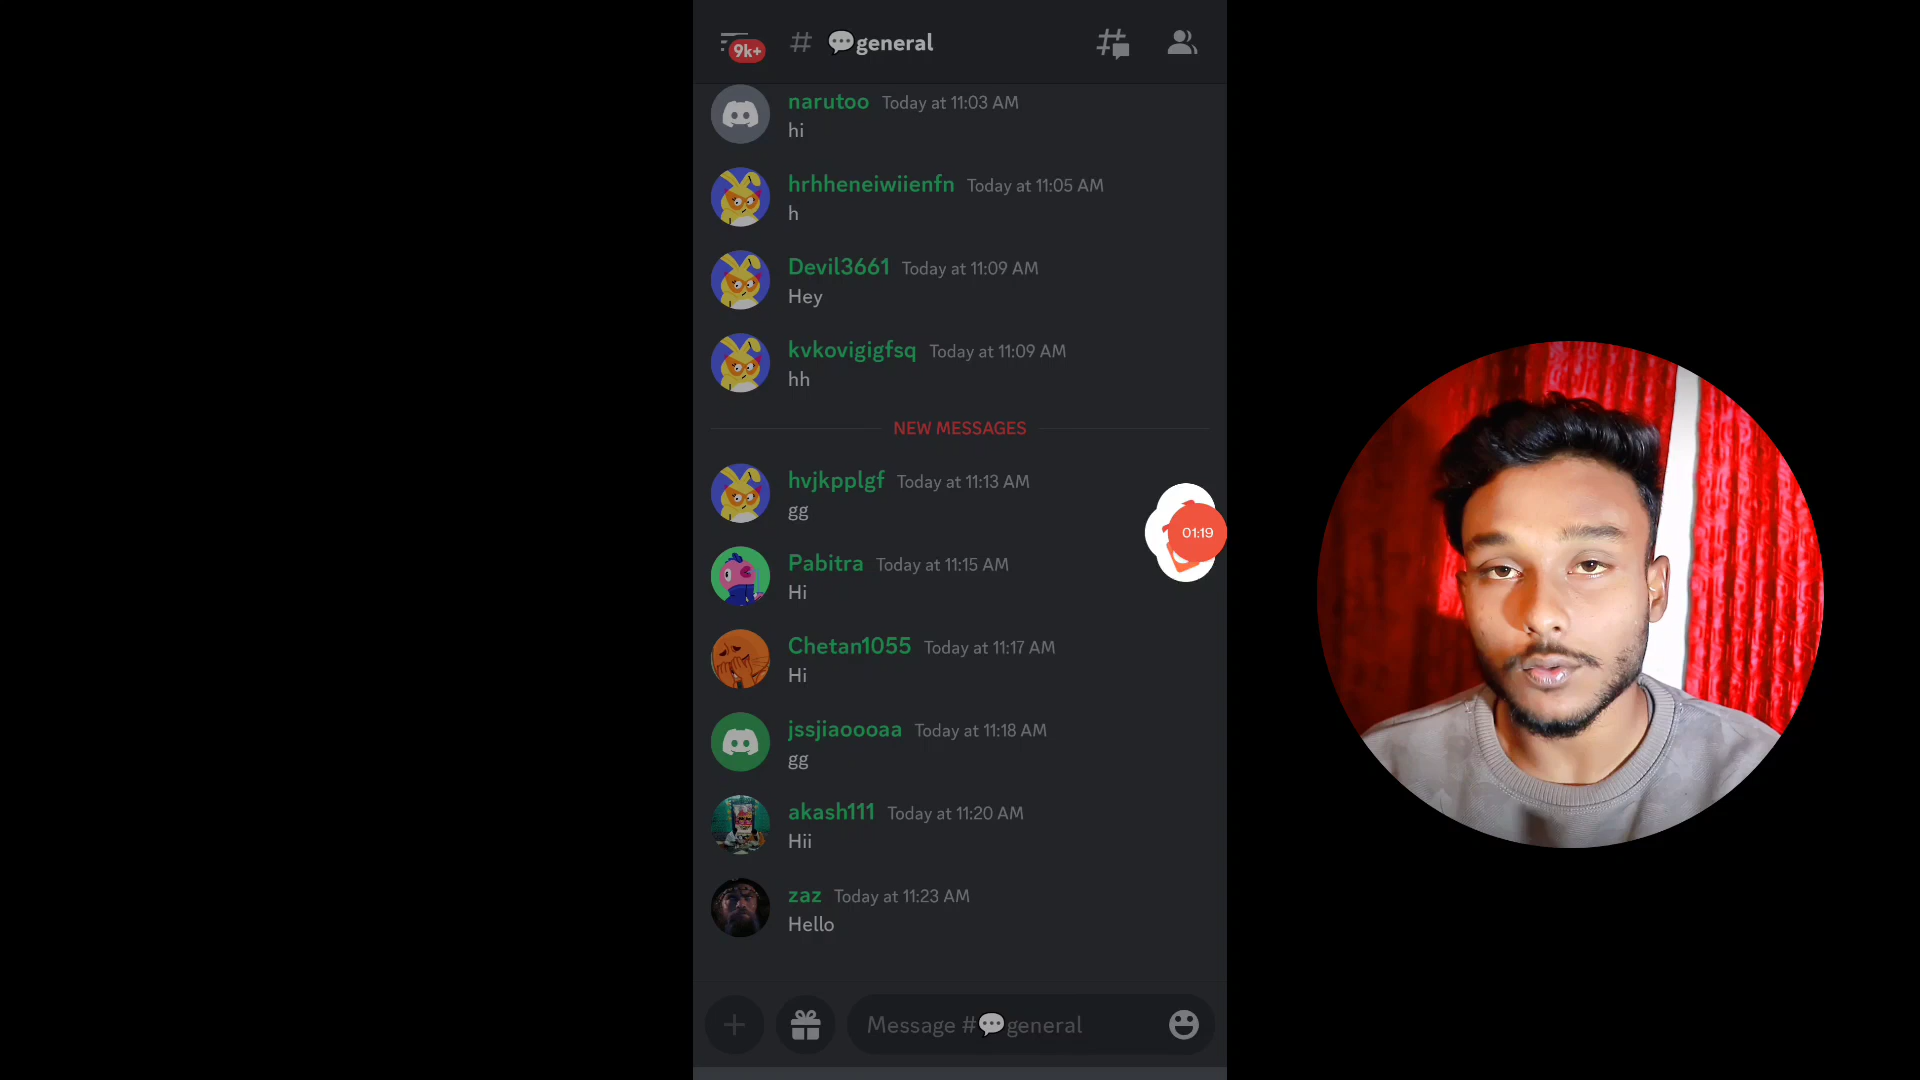 9k+
# 💬general
narutoo Today at 11:03 AM
hi
hrhheneiwiienfn Today at 11:05 AM
h
Devil3661 Today at 11:09 AM
Hey
kvkovigigfsq Today at 11:09 AM
hh
NEW MESSAGES
hvjkpplgf Today at 11:13 AM
gg
01:19
Pabitra Today at 11:15 AM
Hi
Chetan1055 Today at 11:17 AM
Hi
jssjiaoooaa Today at 11:18 AM
gg
akash111 Today at 11:20 AM
Hii
zaz Today at 11:23 AM
Hello
Message #💬general